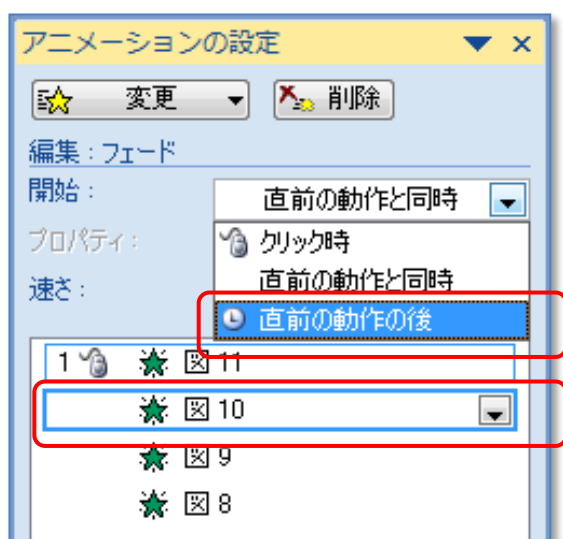 アニメーションの設定
変更 削除
編集：フェード
開始： 直前の動作と同時
プロパティ： クリック時
直前の動作と同時
速さ： 直前の動作の後
1 図 11
図 10
図 9
図 8